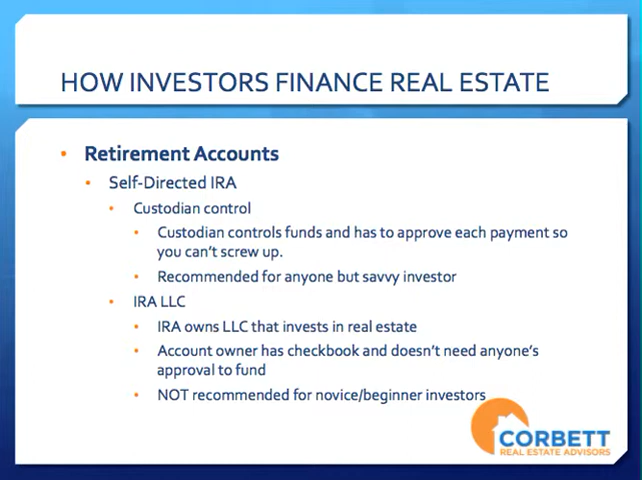 HOW INVESTORS FINANCE REAL ESTATE
• Retirement Accounts
• Self-Directed IRA
• Custodian control
• Custodian controls funds and has to approve each payment so
you can't screw up.
• Recommended for anyone but savvy investor
• IRA LLC
• IRA owns LLC that invests in real estate
• Account owner has checkbook and doesn't need anyone's
approval to fund
• NOT recommended for novice/beginner investors
CORBETT
REAL ESTATE ADVISORS